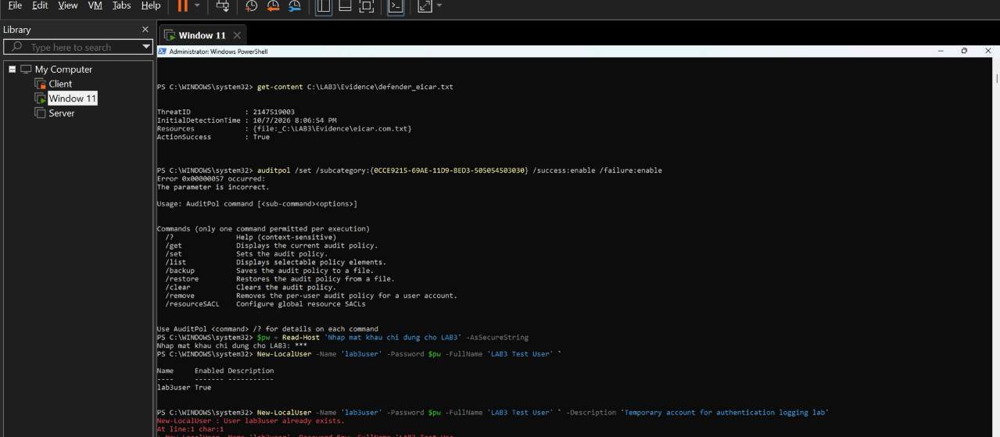 File Edit View VM Tabs Help
Library
Type here to search
My Computer
Client
Window 11
Server
Window 11
Administrator: Windows PowerShell
PS C:\WINDOWS\system32> get-content C:\LAB3\Evidence\defender_eicar.txt
ThreatID : 2147519003
InitialDetectionTime : 10/7/2026 8:06:54 PM
Resources : {file:_C:\LAB3\Evidence\eicar.com.txt}
ActionSuccess : True
PS C:\WINDOWS\system32> auditpol /set /subcategory:{0CCE9215-69AE-11D9-BED3-505054503030} /success:enable /failure:enable
Error 0x00000057 occurred:
The parameter is incorrect.
Usage: AuditPol command [<sub-command><options>]
Commands (only one command permitted per execution)
/? Help (context-sensitive)
/get Displays the current audit policy.
/set Sets the audit policy.
/list Displays selectable policy elements.
/backup Saves the audit policy to a file.
/restore Restores the audit policy from a file.
/clear Clears the audit policy.
/remove Removes the per-user audit policy for a user account.
/resourceSACL Configure global resource SACLs
Use AuditPol <command> /? for details on each command
PS C:\WINDOWS\system32> $pw = Read-Host 'Nhap mat khau chi dung cho LAB3' -AsSecureString
Nhap mat khau chi dung cho LAB3: ***
PS C:\WINDOWS\system32> New-LocalUser -Name 'lab3user' -Password $pw -FullName 'LAB3 Test User' `
Name Enabled Description
---- ------- -----------
lab3user True
PS C:\WINDOWS\system32> New-LocalUser -Name 'lab3user' -Password $pw -FullName 'LAB3 Test User' ` -Description 'Temporary account for authentication logging lab'
New-LocalUser : User lab3user already exists.
At line:1 char:1
+ New-LocalUser -Name 'lab3user' -Password $pw -FullName 'LAB3 Test Use